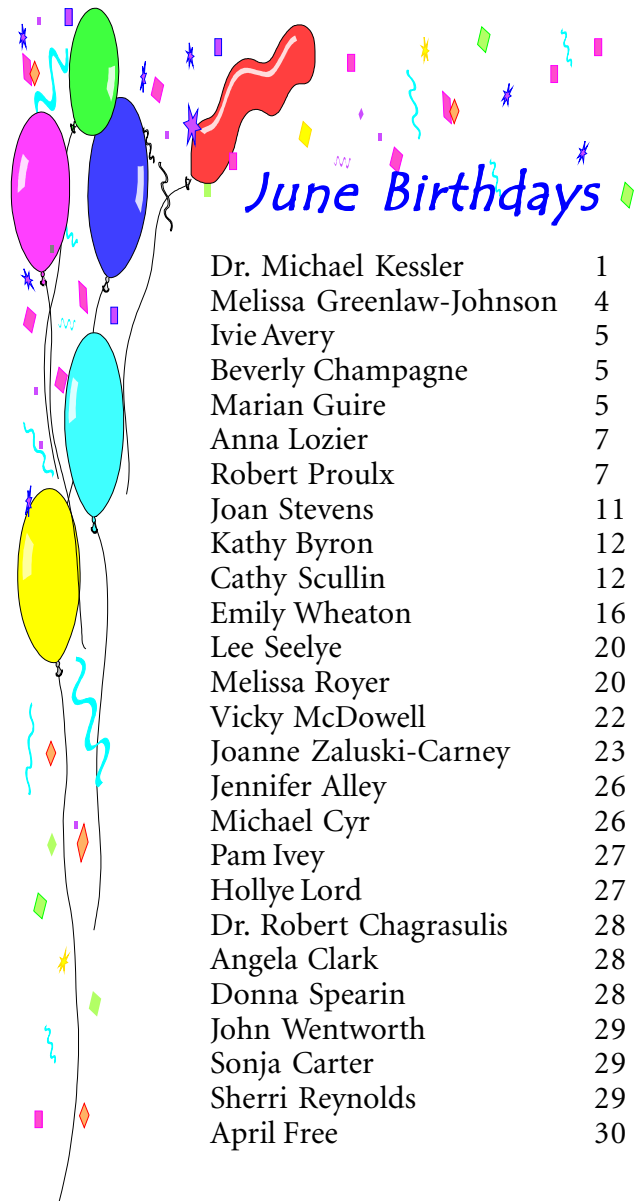 June Birthdays
Dr. Michael Kessler 1
Melissa Greenlaw-Johnson 4
Ivie Avery 5
Beverly Champagne 5
Marian Guire 5
Anna Lozier 7
Robert Proulx 7
Joan Stevens 11
Kathy Byron 12
Cathy Scullin 12
Emily Wheaton 16
Lee Seelye 20
Melissa Royer 20
Vicky McDowell 22
Joanne Zaluski-Carney 23
Jennifer Alley 26
Michael Cyr 26
Pam Ivey 27
Hollye Lord 27
Dr. Robert Chagrasulis 28
Angela Clark 28
Donna Spearin 28
John Wentworth 29
Sonja Carter 29
Sherri Reynolds 29
April Free 30